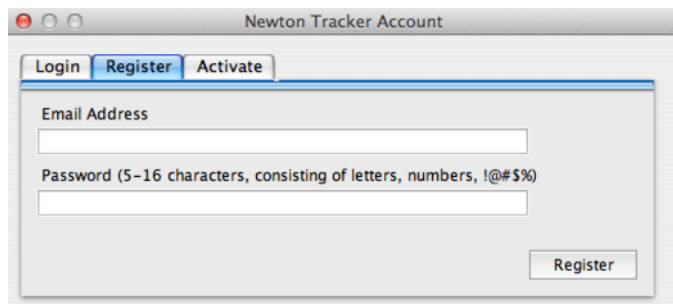 Newton Tracker Account
Login Register Activate
Email Address
Password (5-16 characters, consisting of letters, numbers, !@#$%)
Register